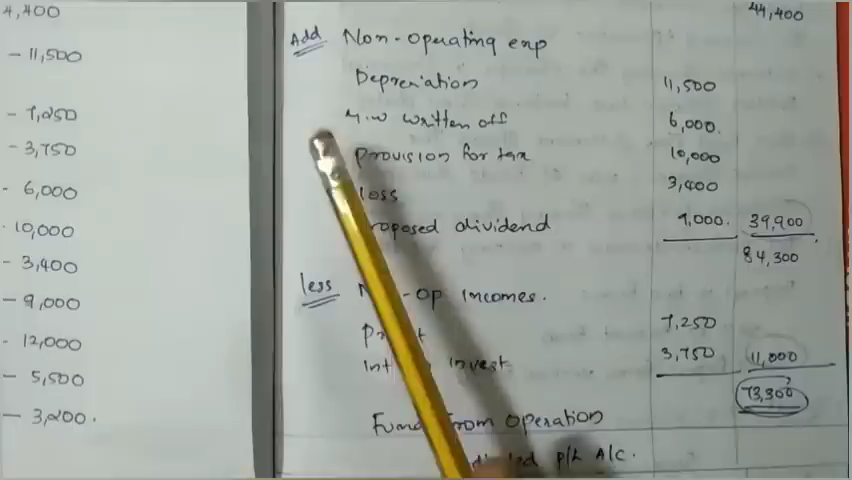 4,400
- 11,500
- 7,250
- 3,750
- 6,000
10,000
- 3,400
- 9,000
- 12,000
- 5,500
- 3,200.
44,400
Add Non-Operating exp
Depreciation 11,500
G.W written off 6,000.
Provision for tax 10,000
loss 3,400
roposed dividend 9,000. 39,900
84,300
less -Op Incomes.
7,250
Int Invest 3,750 11,000
73,300
Fund from Operation
P/L A/C.